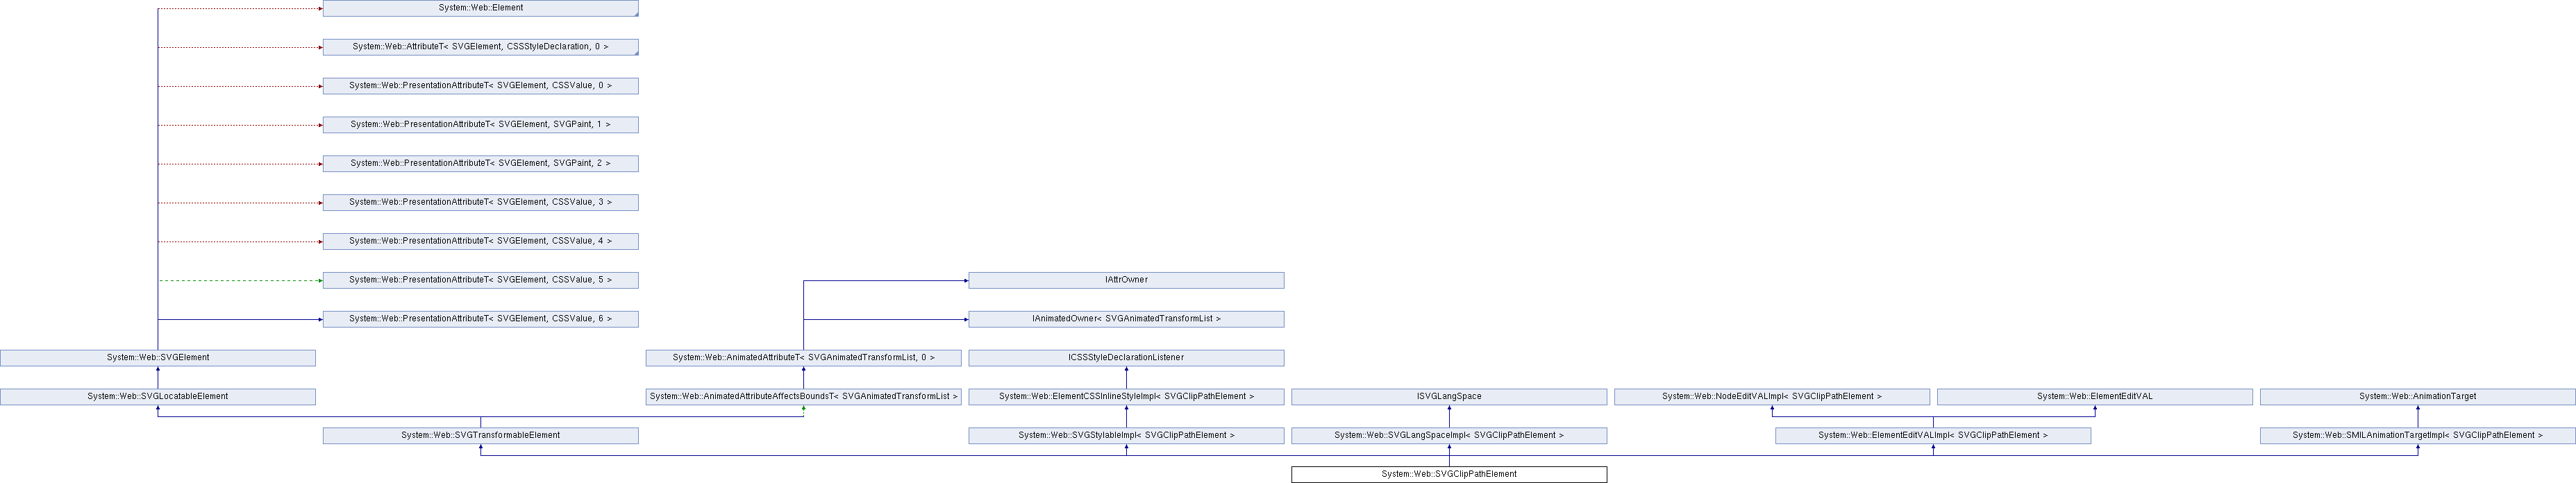 System::Web::Element
System::Web::AttributeT< SVGElement, CSSStyleDeclaration, 0 >
System::Web::PresentationAttributeT< SVGElement, CSSValue, 0 >
System::Web::PresentationAttributeT< SVGElement, SVGPaint, 1 >
System::Web::PresentationAttributeT< SVGElement, SVGPaint, 2 >
System::Web::PresentationAttributeT< SVGElement, CSSValue, 3 >
System::Web::PresentationAttributeT< SVGElement, CSSValue, 4 >
System::Web::PresentationAttributeT< SVGElement, CSSValue, 5 >
IAttrOwner
System::Web::PresentationAttributeT< SVGElement, CSSValue, 6 >
IAnimatedOwner< SVGAnimatedTransformList >
System::Web::SVGElement
System::Web::AnimatedAttributeT< SVGAnimatedTransformList, 0 >
ICSSStyleDeclarationListener
System::Web::SVGLocatableElement
System::Web::AnimatedAttributeAffectsBoundsT< SVGAnimatedTransformList >
System::Web::ElementCSSInlineStyleImpl< SVGClipPathElement >
ISVGLangSpace
System::Web::NodeEditVALImpl< SVGClipPathElement >
System::Web::ElementEditVAL
System::Web::AnimationTarget
System::Web::SVGTransformableElement
System::Web::SVGStylableImpl< SVGClipPathElement >
System::Web::SVGLangSpaceImpl< SVGClipPathElement >
System::Web::ElementEditVALImpl< SVGClipPathElement >
System::Web::SMILAnimationTargetImpl< SVGClipPathElement >
System::Web::SVGClipPathElement